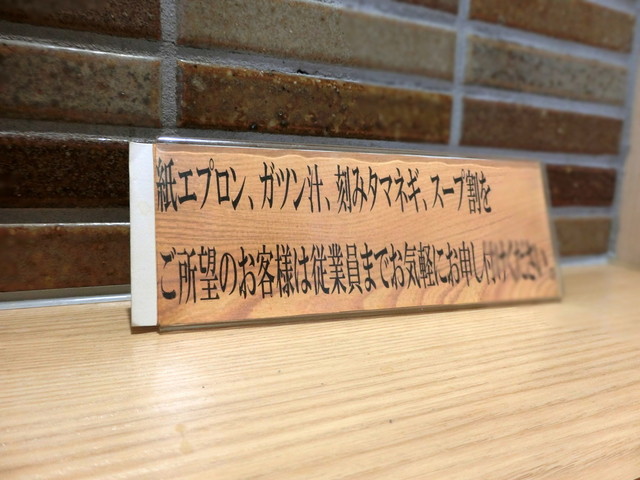 紙エプロン、ガツン汁、刻みタマネギ、スープ割を
ご所望のお客様は従業員までお気軽にお申し付けください。